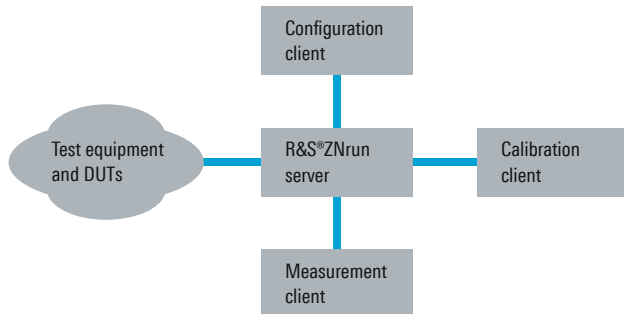 Configuration
client
Test equipment
and DUTs
R&S®ZNrun
server
Calibration
client
Measurement
client